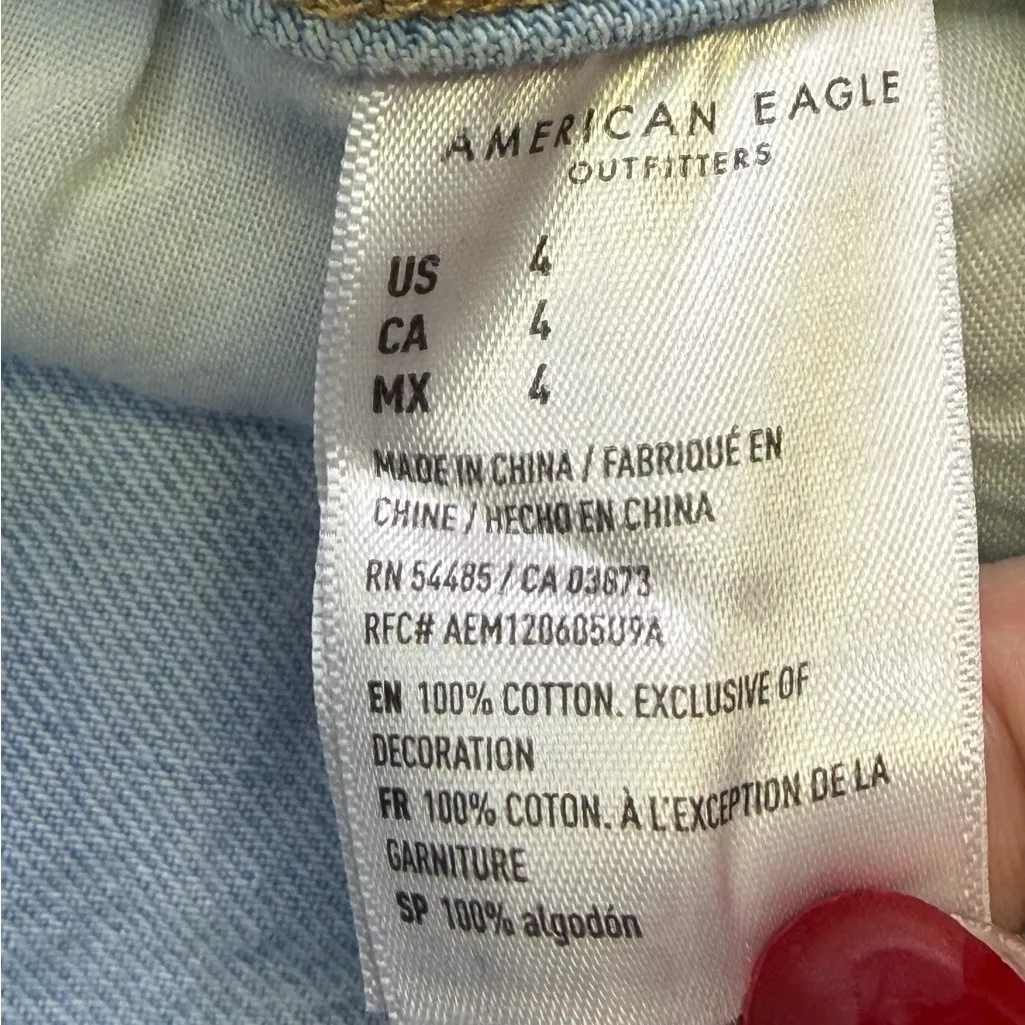 AMERICAN EAGLE
OUTFITTERS
US 4
CA 4
MX 4
MADE IN CHINA / FABRIQUÉ EN
CHINE / HECHO EN CHINA
RN 54485 / CA 03873
RFC# AEM120605U9A
EN 100% COTTON. EXCLUSIVE OF
DECORATION
FR 100% COTON. À L'EXCEPTION DE LA
GARNITURE
SP 100% algodón